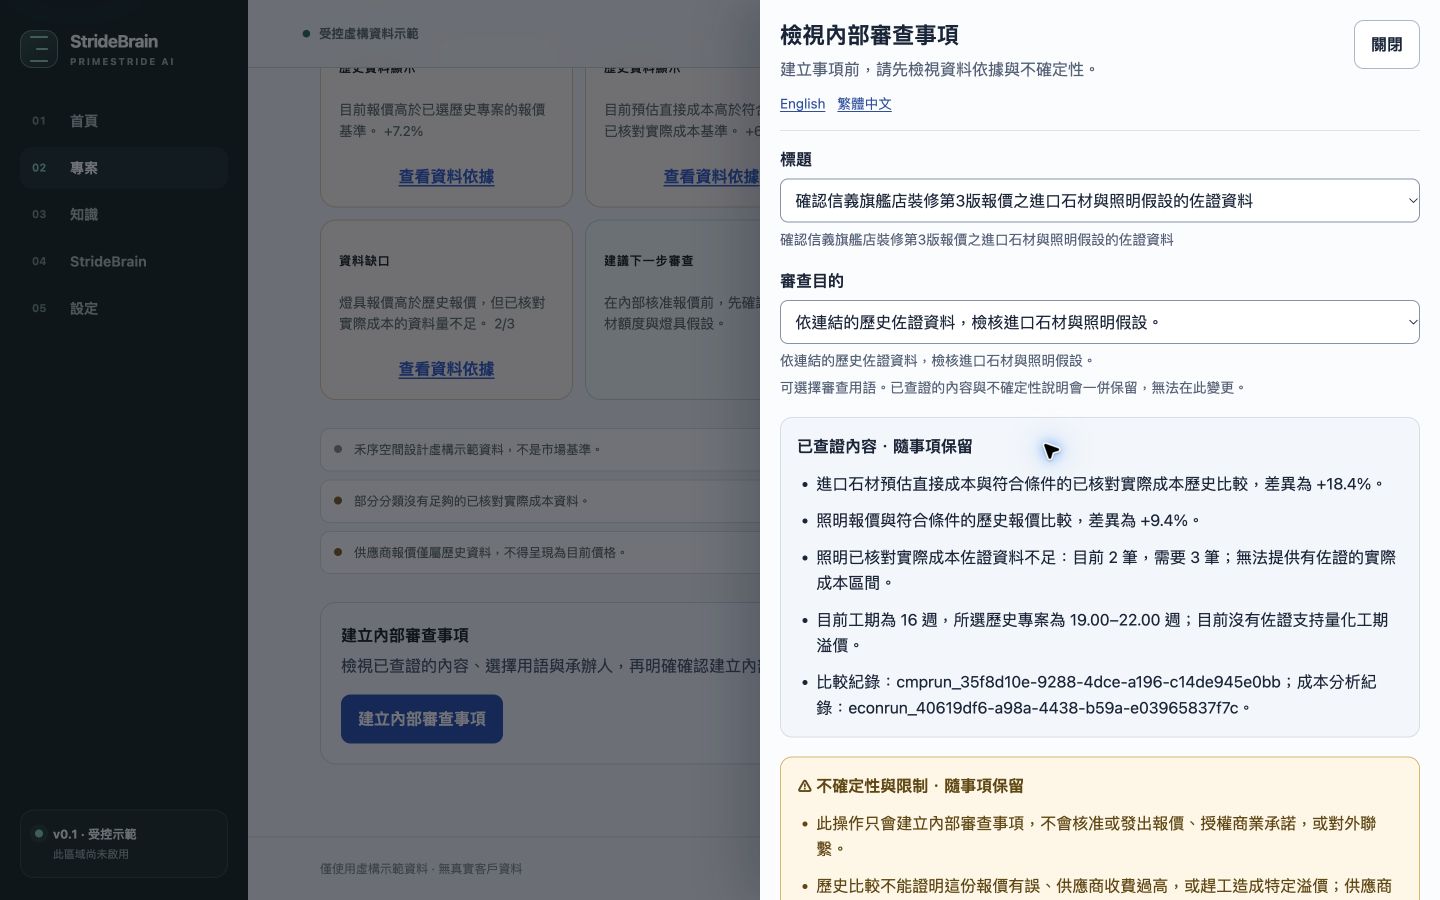 StrideBrain
PRIMESTRIDE AI
01 首頁
02 專案
03 知識
04 StrideBrain
05 設定
v0.1 · 受控示範
此區域尚未啟用
受控虛構資料示範
歷史資料顯示
歷史資料顯示
目前報價高於已選歷史專案的報價
基準。 +7.2%
查看資料依據
目前預估直接成本高於符合
已核對實際成本基準。 +6
查看資料依據
資料缺口
燈具報價高於歷史報價，但已核對
實際成本的資料量不足。 2/3
查看資料依據
建議下一步審查
在內部核准報價前，先確認
材額度與燈具假設。
禾序空間設計虛構示範資料，不是市場基準。
部分分類沒有足夠的已核對實際成本資料。
供應商報價僅屬歷史資料，不得呈現為目前價格。
建立內部審查事項
檢視已查證的內容、選擇用語與承辦人，再明確確認建立內
建立內部審查事項
僅使用虛構示範資料 · 無真實客戶資料
檢視內部審查事項
關閉
建立事項前，請先檢視資料依據與不確定性。
English 繁體中文
標題
確認信義旗艦店裝修第3版報價之進口石材與照明假設的佐證資料
確認信義旗艦店裝修第3版報價之進口石材與照明假設的佐證資料
審查目的
依連結的歷史佐證資料，檢核進口石材與照明假設。
依連結的歷史佐證資料，檢核進口石材與照明假設。
可選擇審查用語。已查證的內容與不確定性說明會一併保留，無法在此變更。
已查證內容 · 隨事項保留
• 進口石材預估直接成本與符合條件的已核對實際成本歷史比較，差異為 +18.4%。
• 照明報價與符合條件的歷史報價比較，差異為 +9.4%。
• 照明已核對實際成本佐證資料不足：目前 2 筆，需要 3 筆；無法提供有佐證的實際
成本區間。
• 目前工期為 16 週，所選歷史專案為 19.00–22.00 週；目前沒有佐證支持量化工期
溢價。
• 比較紀錄：cmprun_35f8d10e-9288-4dce-a196-c14de945e0bb；成本分析紀
錄：econrun_40619df6-a98a-4438-b59a-e03965837f7c。
⚠ 不確定性與限制 · 隨事項保留
• 此操作只會建立內部審查事項，不會核准或發出報價、授權商業承諾，或對外聯
繫。
• 歷史比較不能證明這份報價有誤、供應商收費過高，或趕工造成特定溢價；供應商